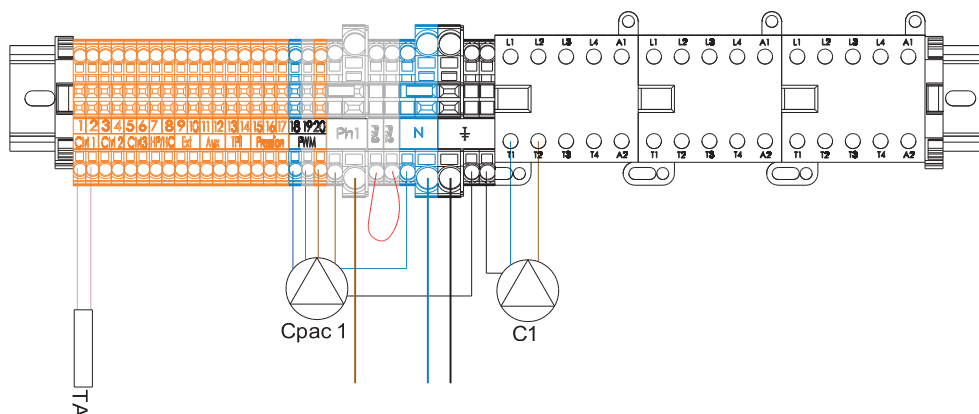 L1 L2 L3 L4 A1 L1 L2 L3 L4 A1 L1 L2 L3 L4 A1
1 2 3 4 5 6 7 8 9 10 11 12 13 14 15 16 17 18 19 20 Ph1 Ph2 Ph2 N
Ctrl 1 Ctrl 2 Ctrl3 HP/HC Ext Aux TPI Pression PWM
T1 T2 T3 T4 A2 T1 T2 T3 T4 A2 T1 T2 T3 T4 A2
Cpac 1 C1
TA